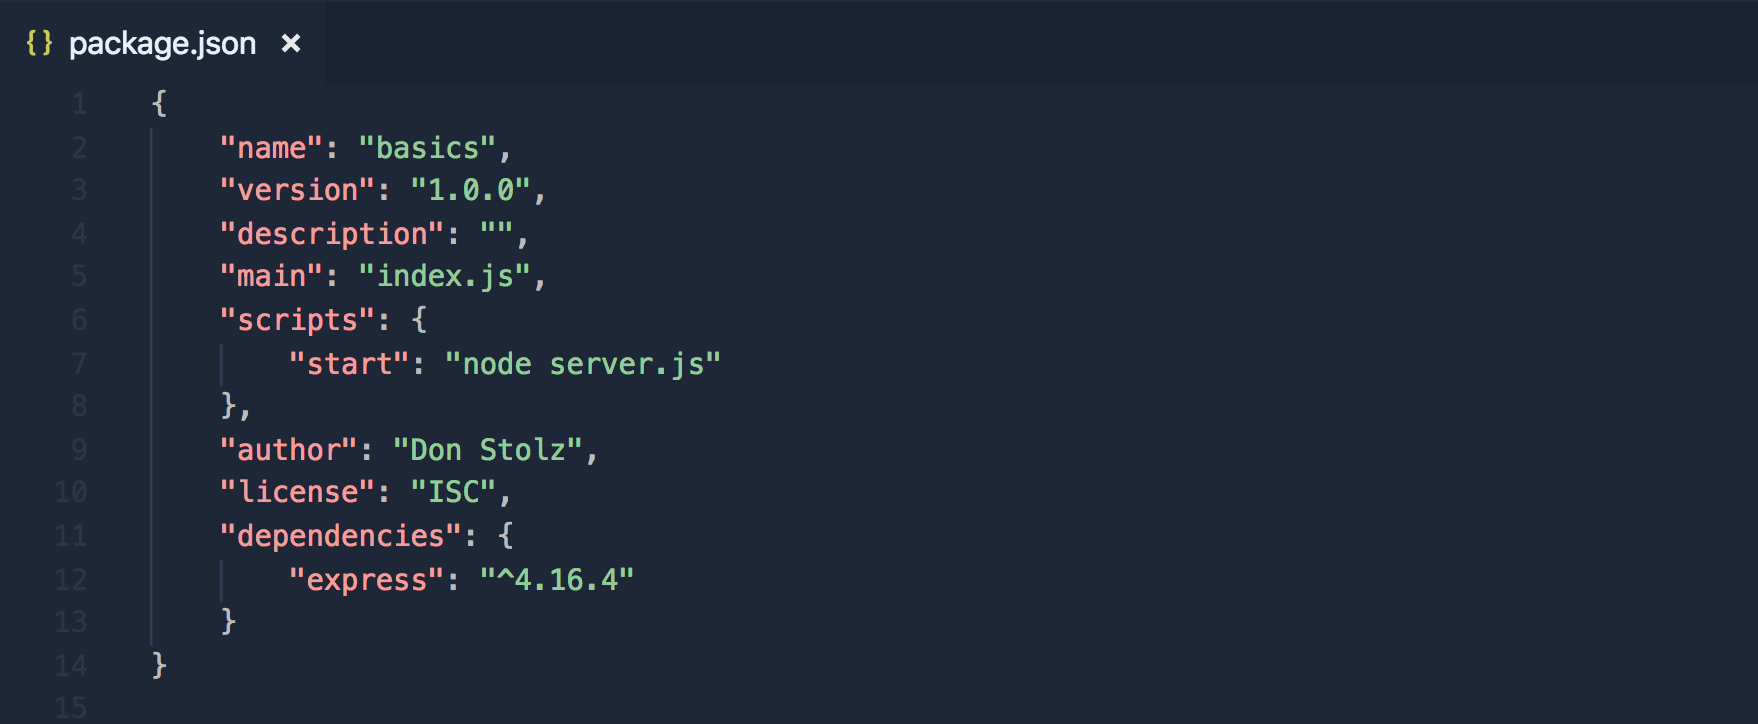 {} package.json ×
1 {
2 "name": "basics",
3 "version": "1.0.0",
4 "description": "",
5 "main": "index.js",
6 "scripts": {
7 "start": "node server.js"
8 },
9 "author": "Don Stolz",
10 "license": "ISC",
11 "dependencies": {
12 "express": "^4.16.4"
13 }
14 }
15